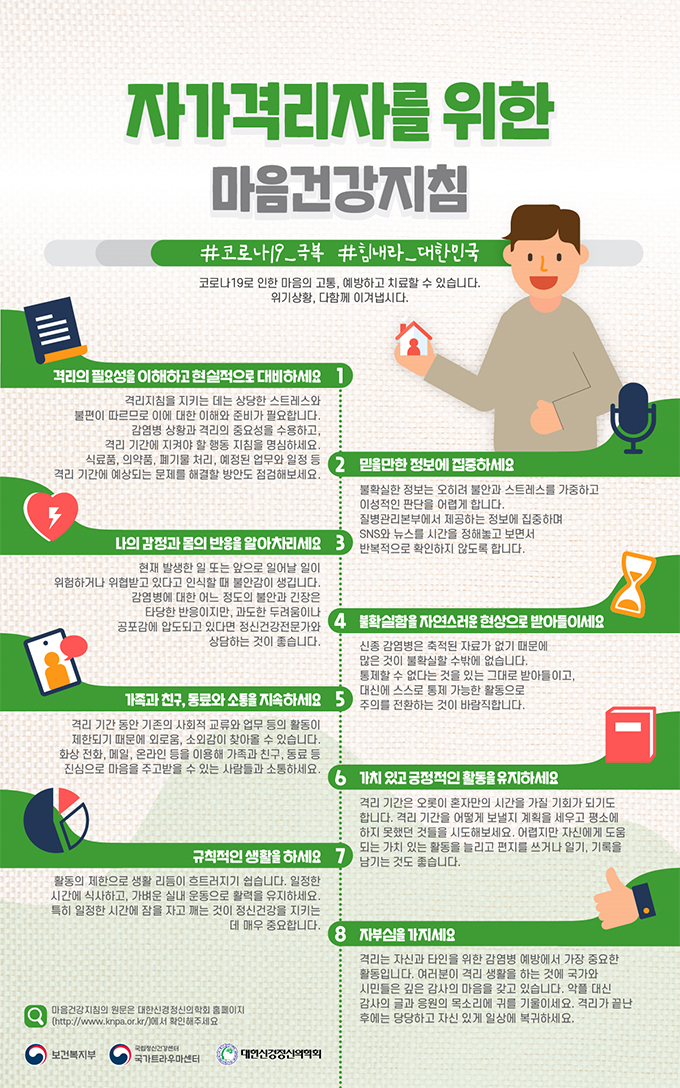 자가격리자를 위한
마음건강지침
#코로나19_극복 #힘내라_대한민국
코로나19로 인한 마음의 고통, 예방하고 치료할 수 있습니다.
위기상황, 다함께 이겨냅시다.
격리의 필요성을 이해하고 현실적으로 대비하세요 1
격리지침을 지키는 데는 상당한 스트레스와
불편이 따르므로 이에 대한 이해와 준비가 필요합니다.
감염병 상황과 격리의 중요성을 수용하고,
격리 기간에 지켜야 할 행동 지침을 명심하세요.
식료품, 의약품, 폐기물 처리, 예정된 업무와 일정 등
격리 기간에 예상되는 문제를 해결할 방안도 점검해보세요.
2 믿을만한 정보에 집중하세요
불확실한 정보는 오히려 불안과 스트레스를 가중하고
이성적인 판단을 어렵게 합니다.
질병관리본부에서 제공하는 정보에 집중하며
SNS와 뉴스를 시간을 정해놓고 보면서
반복적으로 확인하지 않도록 합니다.
나의 감정과 몸의 반응을 알아차리세요 3
현재 발생한 일 또는 앞으로 일어날 일이
위험하거나 위협받고 있다고 인식할 때 불안감이 생깁니다.
감염병에 대한 어느 정도의 불안과 긴장은
타당한 반응이지만, 과도한 두려움이나
공포감에 압도되고 있다면 정신건강전문가와
상담하는 것이 좋습니다.
4 불확실함을 자연스러운 현상으로 받아들이세요
신종 감염병은 축적된 자료가 없기 때문에
많은 것이 불확실할 수밖에 없습니다.
통제할 수 없다는 것을 있는 그대로 받아들이고,
대신에 스스로 통제 가능한 활동으로
주의를 전환하는 것이 바람직합니다.
가족과 친구, 동료와 소통을 지속하세요 5
격리 기간 동안 기존의 사회적 교류와 업무 등의 활동이
제한되기 때문에 외로움, 소외감이 찾아올 수 있습니다.
화상 전화, 메일, 온라인 등을 이용해 가족과 친구, 동료 등
진심으로 마음을 주고받을 수 있는 사람들과 소통하세요.
6 가치 있고 긍정적인 활동을 유지하세요
격리 기간은 오롯이 혼자만의 시간을 가질 기회가 되기도
합니다. 격리 기간을 어떻게 보낼지 계획을 세우고 평소에
하지 못했던 것들을 시도해보세요. 어렵지만 자신에게 도움
되는 가치 있는 활동을 늘리고 편지를 쓰거나 일기, 기록을
남기는 것도 좋습니다.
규칙적인 생활을 하세요 7
활동의 제한으로 생활 리듬이 흐트러지기 쉽습니다. 일정한
시간에 식사하고, 가벼운 실내 운동으로 활력을 유지하세요.
특히 일정한 시간에 잠을 자고 깨는 것이 정신건강을 지키는
데 매우 중요합니다.
8 자부심을 가지세요
격리는 자신과 타인을 위한 감염병 예방에서 가장 중요한
활동입니다. 여러분이 격리 생활을 하는 것에 국가와
시민들은 깊은 감사의 마음을 갖고 있습니다. 악플 대신
감사의 글과 응원의 목소리에 귀를 기울이세요. 격리가 끝난
후에는 당당하고 자신 있게 일상에 복귀하세요.
마음건강지침의 원문은 대한신경정신의학회 홈페이지
(http://www.knpa.or.kr/)에서 확인해주세요
보건복지부
국립정신건강센터
국가트라우마센터
대한신경정신의학회